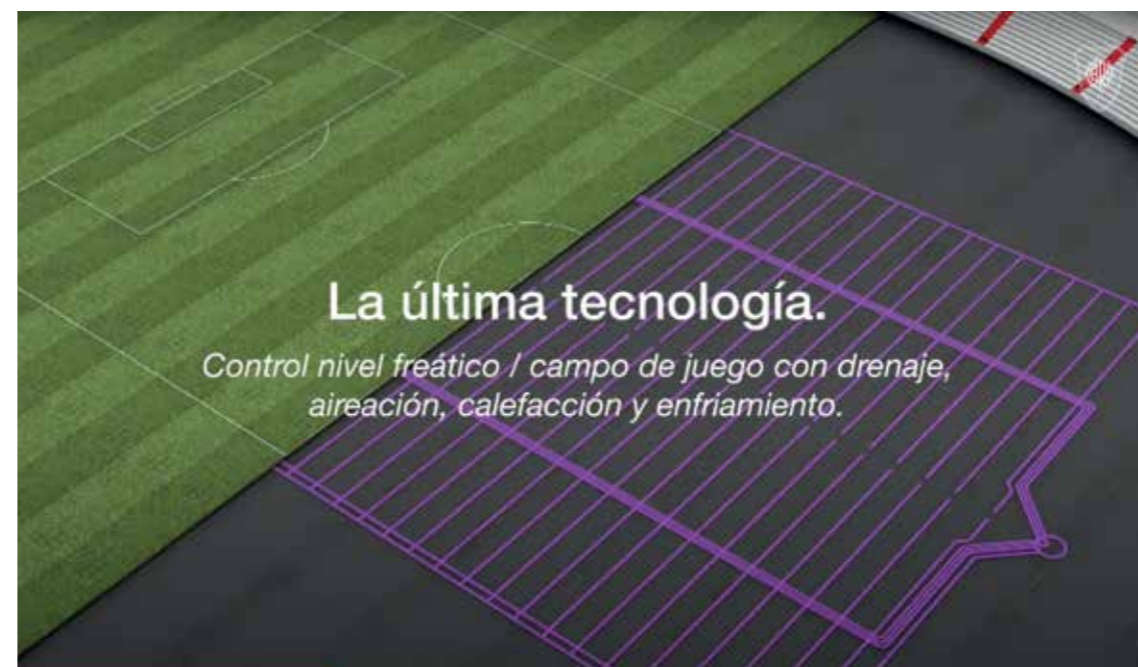 La última tecnología.
Control nivel freático / campo de juego con drenaje,
aireación, calefacción y enfriamiento.